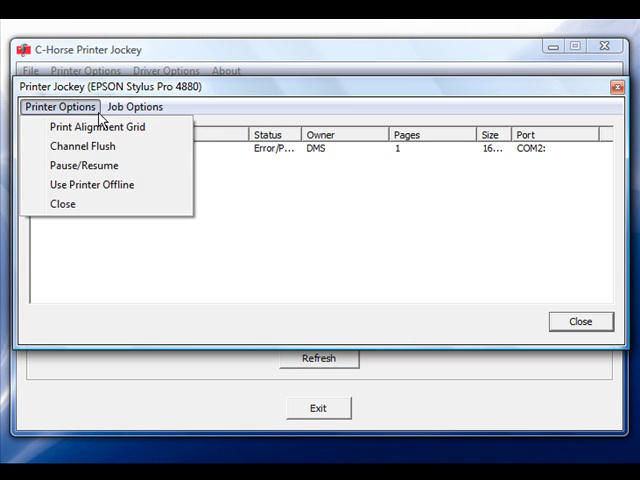 C-Horse Printer Jockey
File Printer Options Driver Options About
Printer Jockey (EPSON Stylus Pro 4880)
Printer Options Job Options
Print Alignment Grid
Channel Flush
Pause/Resume
Use Printer Offline
Close
Status Owner Pages Size Port
Error/P... DMS 1 16... COM2:
Close
Refresh
Exit